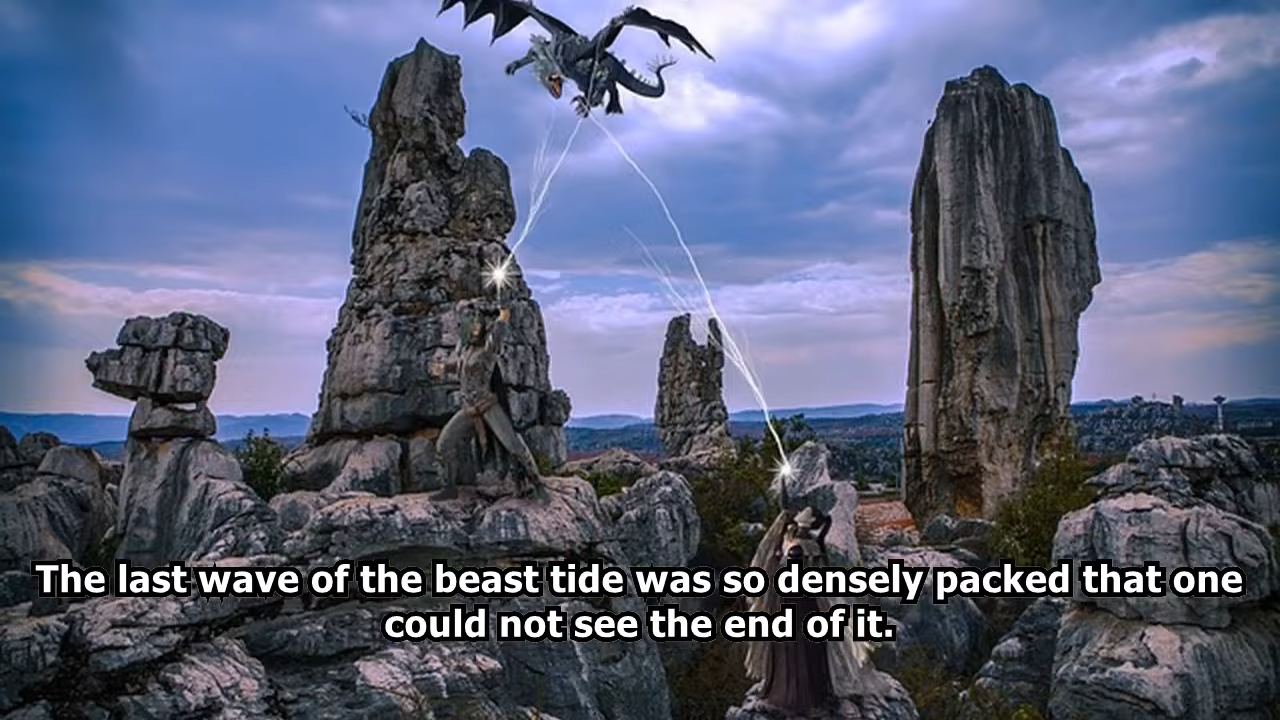 The last wave of the beast tide was so densely packed that one
could not see the end of it.